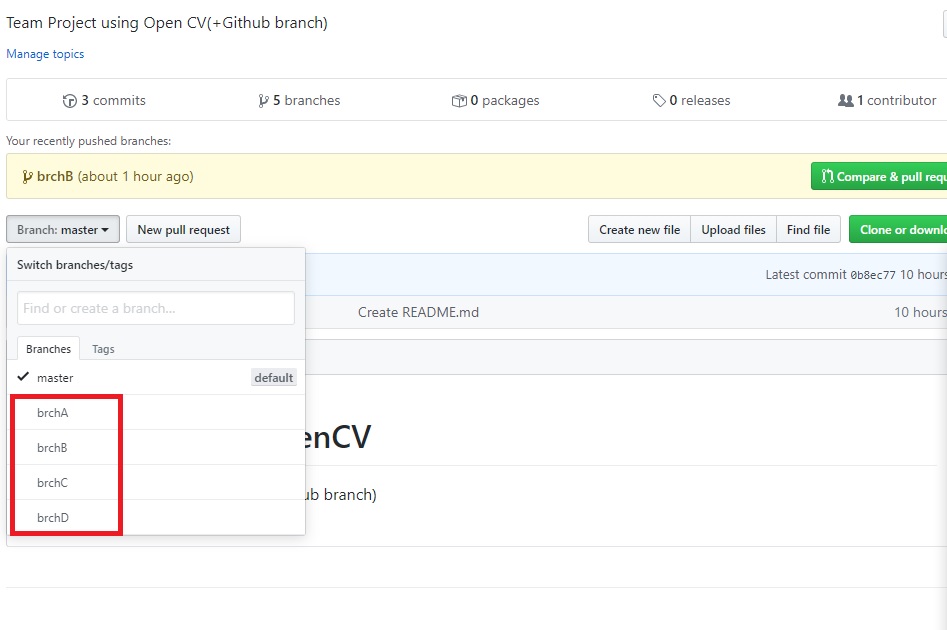 Team Project using Open CV(+Github branch)
Manage topics
3 commits 5 branches 0 packages 0 releases 1 contributor
Your recently pushed branches:
brchB (about 1 hour ago) Compare & pull requ
Branch: master New pull request Create new file Upload files Find file Clone or downlo
Switch branches/tags
Latest commit 0b8ec77 10 hours
Find or create a branch...
Create README.md 10 hours
Branches Tags
master default
brchA
enCV
brchB
brchC
ub branch)
brchD